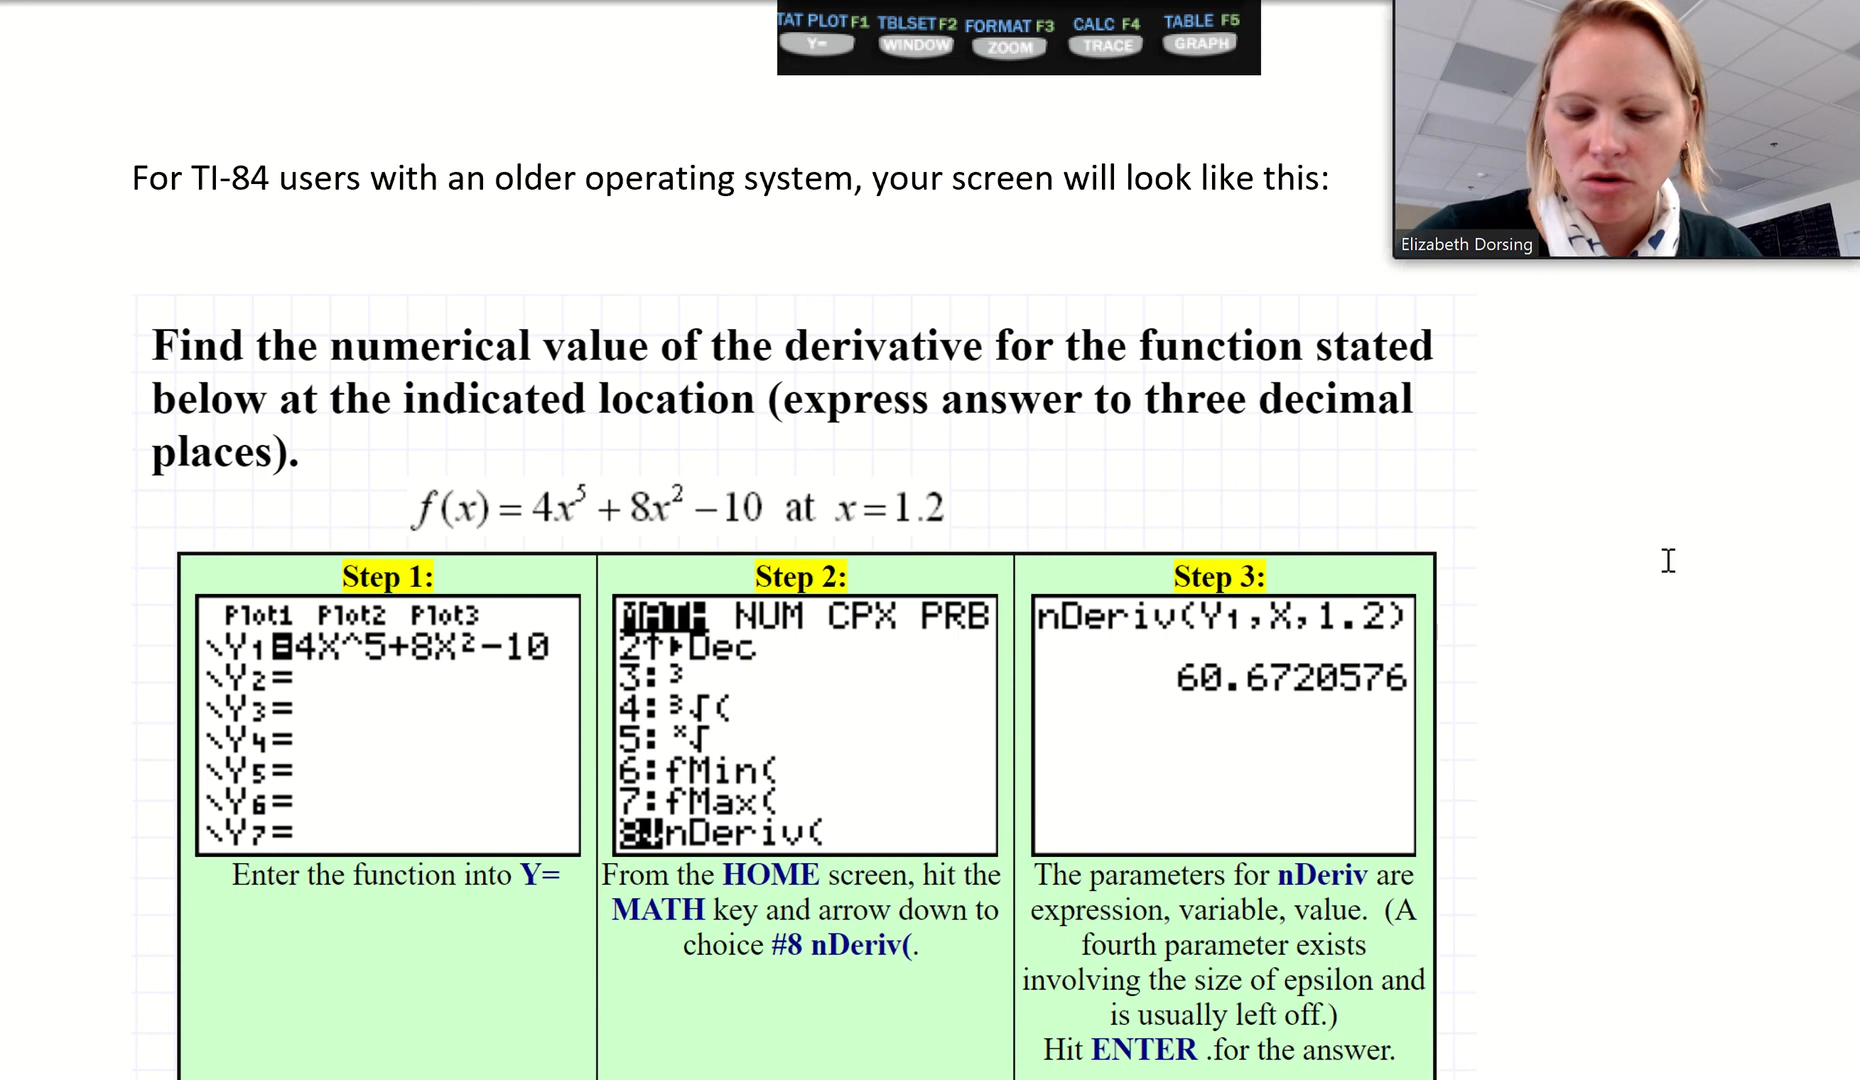 TAT PLOT F1 TBLSET F2 FORMAT F3 CALC F4 TABLE F5
Y= WINDOW ZOOM TRACE GRAPH
Elizabeth Dorsing
For TI-84 users with an older operating system, your screen will look like this:
Find the numerical value of the derivative for the function stated
below at the indicated location (express answer to three decimal
places).
f(x) = 4x⁵ + 8x² − 10 at x = 1.2
Step 1:
Plot1 Plot2 Plot3
\Y₁=4X^5+8X²-10
\Y₂=
\Y₃=
\Y₄=
\Y₅=
\Y₆=
\Y₇=
Enter the function into Y=
Step 2:
MATH NUM CPX PRB
2↑▶Dec
3:³
4:³√(
5:ˣ√
6:fMin(
7:fMax(
8↓nDeriv(
From the HOME screen, hit the
MATH key and arrow down to
choice #8 nDeriv(.
Step 3:
nDeriv(Y₁,X,1.2)
60.6720576
The parameters for nDeriv are
expression, variable, value. (A
fourth parameter exists
involving the size of epsilon and
is usually left off.)
Hit ENTER .for the answer.